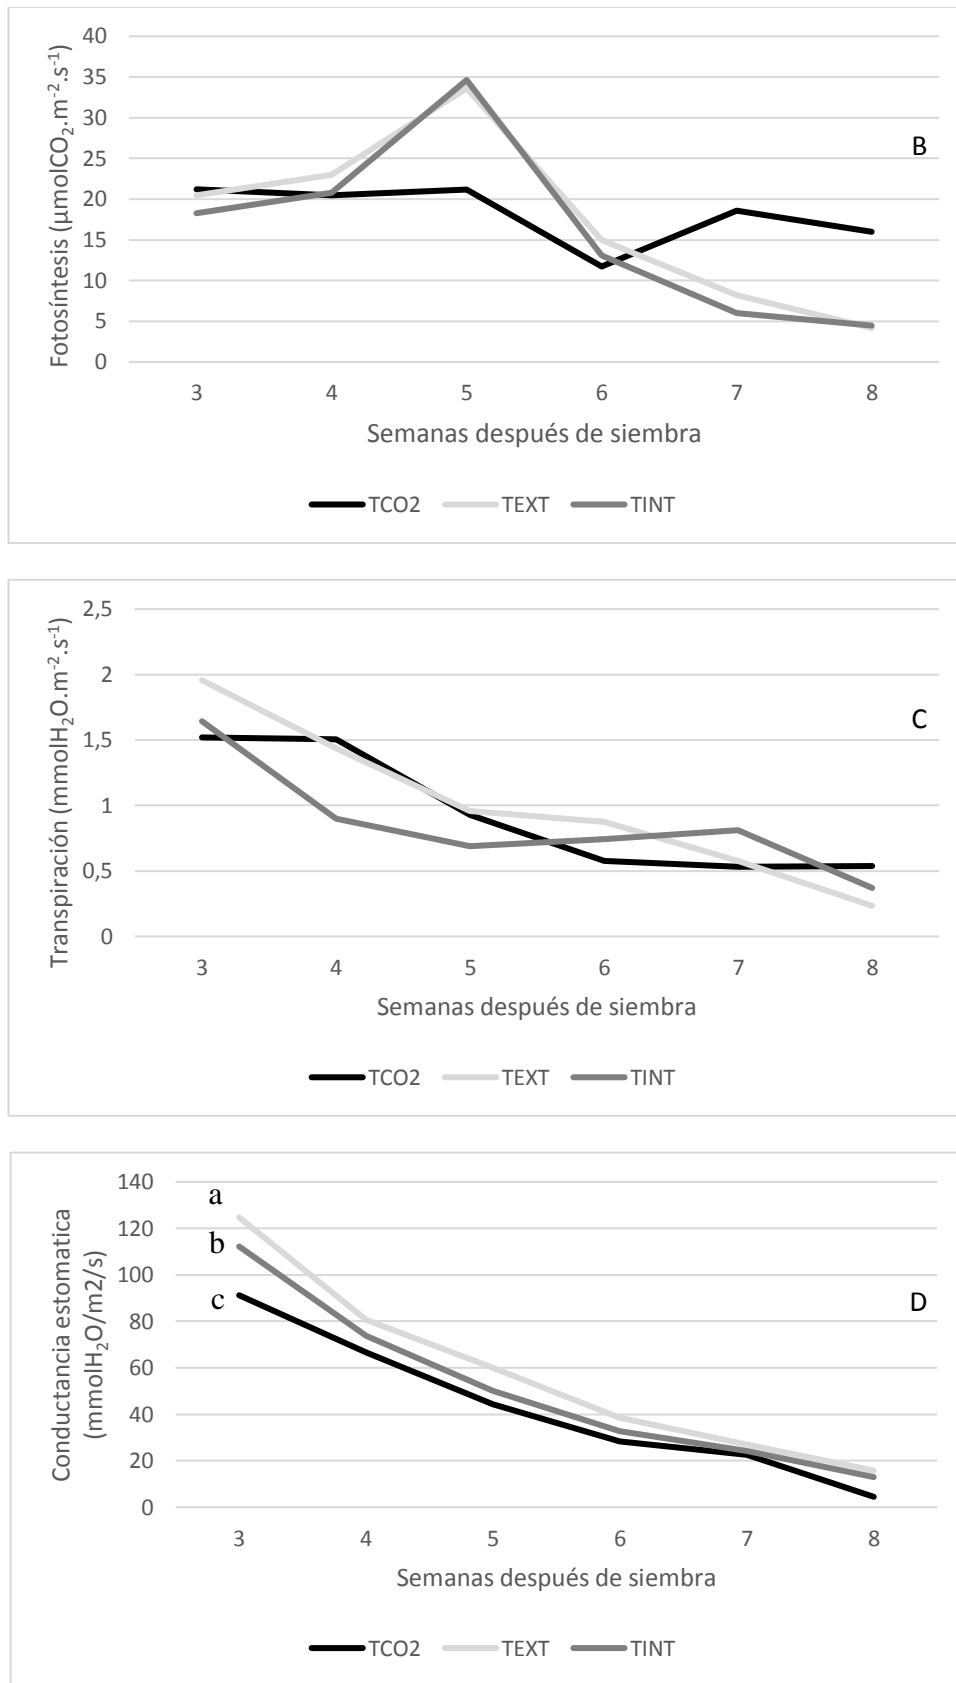 40
35
30
25
20
15
10
5
0
Fotosíntesis (µmolCO₂.m⁻².s⁻¹)
B
3 4 5 6 7 8
Semanas después de siembra
TCO2 TEXT TINT
2,5
2
1,5
1
0,5
0
Transpiración (mmolH₂O.m⁻².s⁻¹)
C
3 4 5 6 7 8
Semanas después de siembra
TCO2 TEXT TINT
140
120
100
80
60
40
20
0
Conductancia estomatica
(mmolH₂O/m2/s)
a
b
c
D
3 4 5 6 7 8
Semanas después de siembra
TCO2 TEXT TINT